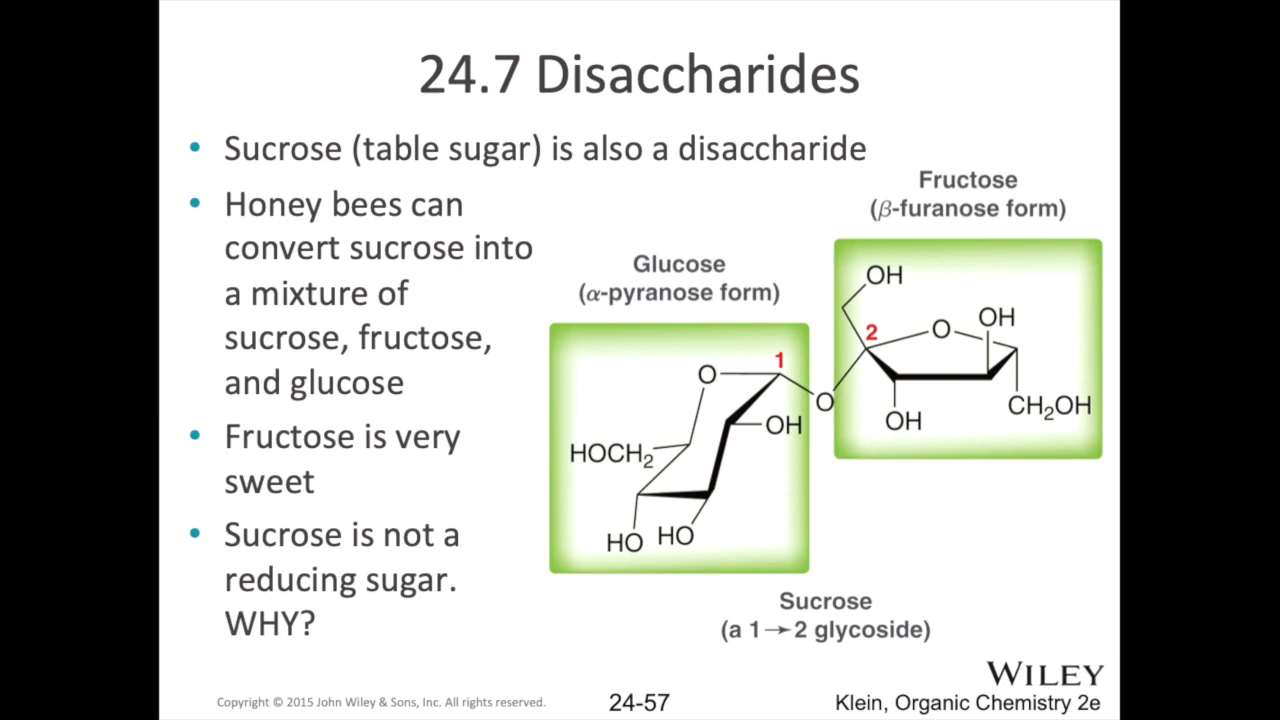 24.7 Disaccharides
• Sucrose (table sugar) is also a disaccharide
• Honey bees can
convert sucrose into
a mixture of
sucrose, fructose,
and glucose
• Fructose is very
sweet
• Sucrose is not a
reducing sugar.
WHY?
Glucose
(α-pyranose form)
O
1
OH
HOCH₂
HO
HO
O
Fructose
(β-furanose form)
OH
2
O
OH
OH
CH₂OH
Sucrose
(a 1→2 glycoside)
WILEY
Copyright © 2015 John Wiley & Sons, Inc. All rights reserved.
24-57
Klein, Organic Chemistry 2e